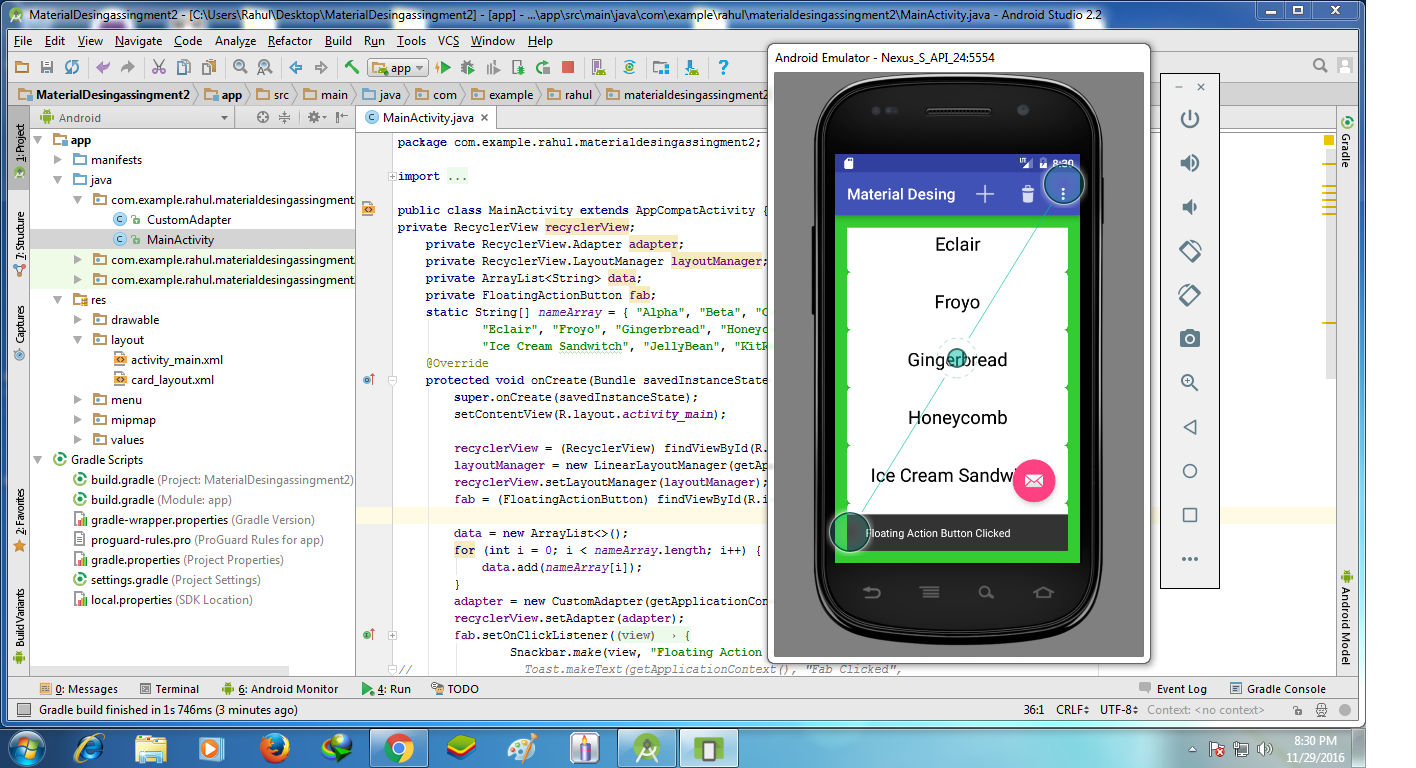 MaterialDesingassingment2 - [C:\Users\Rahul\Desktop\MaterialDesingassingment2] - [app] - ...\app\src\main\java\com\example\rahul\materialdesingassingment2\MainActivity.java - Android Studio 2.2
File Edit View Navigate Code Analyze Refactor Build Run Tools VCS Window Help
app
MaterialDesingassingment2 app src main java com example rahul materialdesingassingment2
Android
MainActivity.java
1: Project
7: Structure
Captures
2: Favorites
Build Variants
app
manifests
java
com.example.rahul.materialdesingassingment
CustomAdapter
MainActivity
com.example.rahul.materialdesingassingment
com.example.rahul.materialdesingassingment
res
drawable
layout
activity_main.xml
card_layout.xml
menu
mipmap
values
Gradle Scripts
build.gradle (Project: MaterialDesingassingment2)
build.gradle (Module: app)
gradle-wrapper.properties (Gradle Version)
proguard-rules.pro (ProGuard Rules for app)
gradle.properties (Project Properties)
settings.gradle (Project Settings)
local.properties (SDK Location)
package com.example.rahul.materialdesingassingment2;
import ...
public class MainActivity extends AppCompatActivity {
private RecyclerView recyclerView;
private RecyclerView.Adapter adapter;
private RecyclerView.LayoutManager layoutManager;
private ArrayList<String> data;
private FloatingActionButton fab;
static String[] nameArray = { "Alpha", "Beta", "C
"Eclair", "Froyo", "Gingerbread", "Honeyc
"Ice Cream Sandwitch", "JellyBean", "KitK
@Override
protected void onCreate(Bundle savedInstanceState
super.onCreate(savedInstanceState);
setContentView(R.layout.activity_main);
recyclerView = (RecyclerView) findViewById(R.
layoutManager = new LinearLayoutManager(getAp
recyclerView.setLayoutManager(layoutManager);
fab = (FloatingActionButton) findViewById(R.i
data = new ArrayList<>();
for (int i = 0; i < nameArray.length; i++) {
data.add(nameArray[i]);
}
adapter = new CustomAdapter(getApplicationCon
recyclerView.setAdapter(adapter);
fab.setOnClickListener((view) → {
Snackbar.make(view, "Floating Action
// Toast.makeText(getApplicationContext(), "Fab Clicked",
Android Emulator - Nexus_S_API_24:5554
LTE 8:30
Material Desing
Eclair
Froyo
Gingerbread
Honeycomb
Ice Cream Sandwi
Floating Action Button Clicked
Gradle
Android Model
0: Messages Terminal 6: Android Monitor 4: Run TODO Event Log Gradle Console
Gradle build finished in 1s 746ms (3 minutes ago) 36:1 CRLF UTF-8 Context: <no context>
8:30 PM
11/29/2016